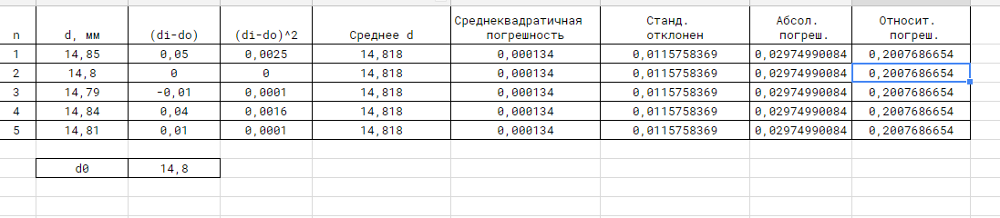 n d, мм (di-do) (di-do)^2 Среднее d Среднеквадратичная погрешность Станд. отклонен Абсол. погреш. Относит. погреш.
1 14,85 0,05 0,0025 14,818 0,000134 0,0115758369 0,02974990084 0,2007686654
2 14,8 0 0 14,818 0,000134 0,0115758369 0,02974990084 0,2007686654
3 14,79 -0,01 0,0001 14,818 0,000134 0,0115758369 0,02974990084 0,2007686654
4 14,84 0,04 0,0016 14,818 0,000134 0,0115758369 0,02974990084 0,2007686654
5 14,81 0,01 0,0001 14,818 0,000134 0,0115758369 0,02974990084 0,2007686654
d0 14,8